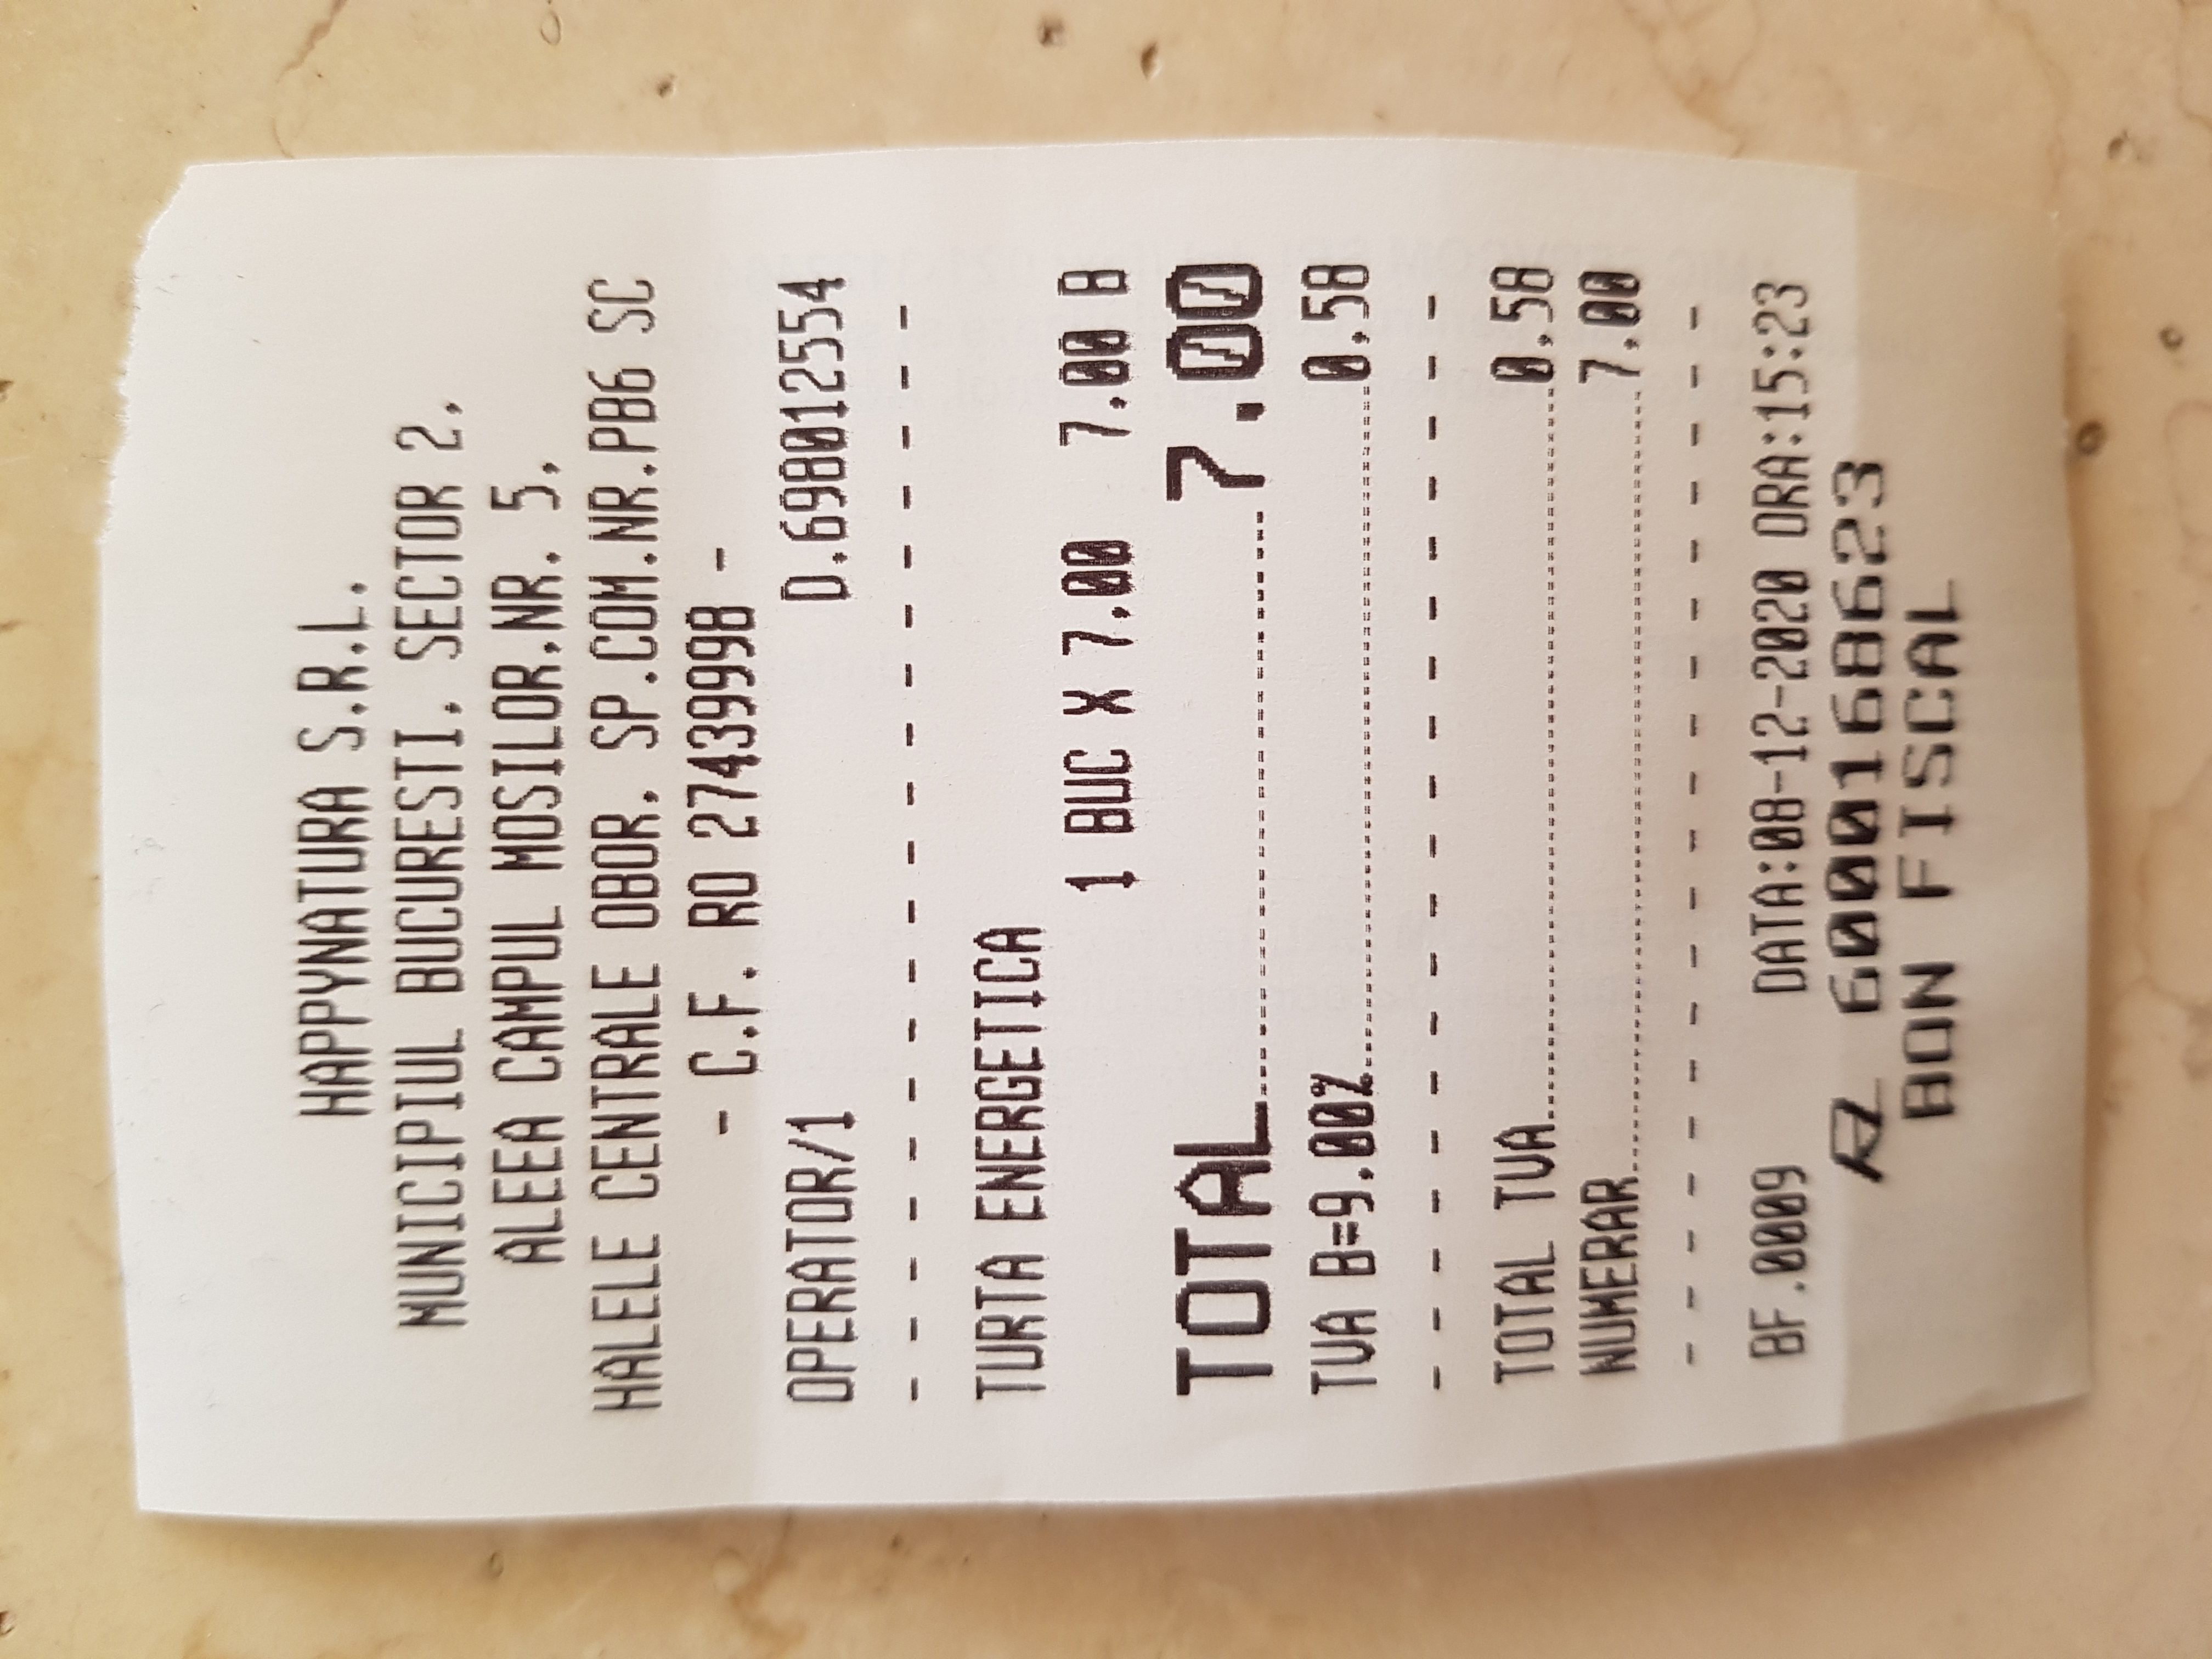 HAPPYNATURA S.R.L.
MUNICIPIUL BUCURESTI, SECTOR 2,
ALEEA CAMPUL MOSILOR,NR. 5,
HALELE CENTRALE OBOR, SP.COM.NR.PB6 SC
- C.F. RO 27439998 -
OPERATOR/1 D.698012554
- - - - - - - - - - - - - - - - - - -
TURTA ENERGETICA
1 BUC X 7,00 7,00 B
TOTAL.......... 7.00
TVA B=9,00%.......... 0,58
- - - - - - - - - - - - - - - - - - -
TOTAL TVA.......... 0,58
NUMERAR.......... 7,00
- - - - - - - - - - - - - - - - - - -
BF.0009 DATA:08-12-2020 ORA:15:23
6000168623
BON FISCAL